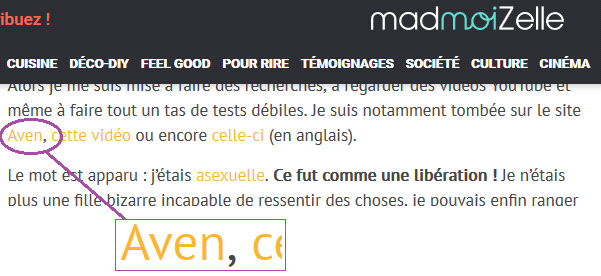 ibuez !
madmoiZelle
CUISINE DÉCO-DIY FEEL GOOD POUR RIRE TÉMOIGNAGES SOCIÉTÉ CULTURE CINÉMA
Alors je me suis mise à faire des recherches, à regarder des vidéos YouTube et
même à faire tout un tas de tests débiles. Je suis notamment tombée sur le site
Aven, cette vidéo ou encore celle-ci (en anglais).
Le mot est apparu : j'étais asexuelle. Ce fut comme une libération ! Je n'étais
plus une fille bizarre incapable de ressentir des choses, je pouvais enfin ranger
Aven, ce